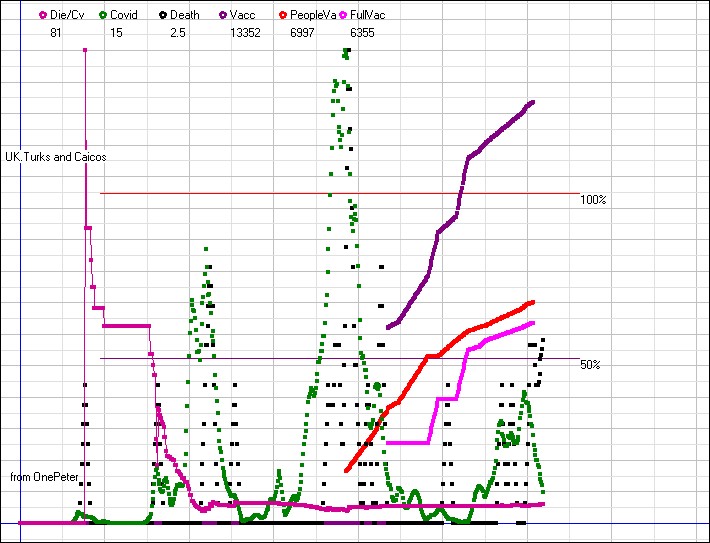 Die/Cv Covid Death Vacc PeopleVa FullVac
81 15 2.5 13352 6997 6355
UK.Turks and Caicos
100%
50%
from OnePeter